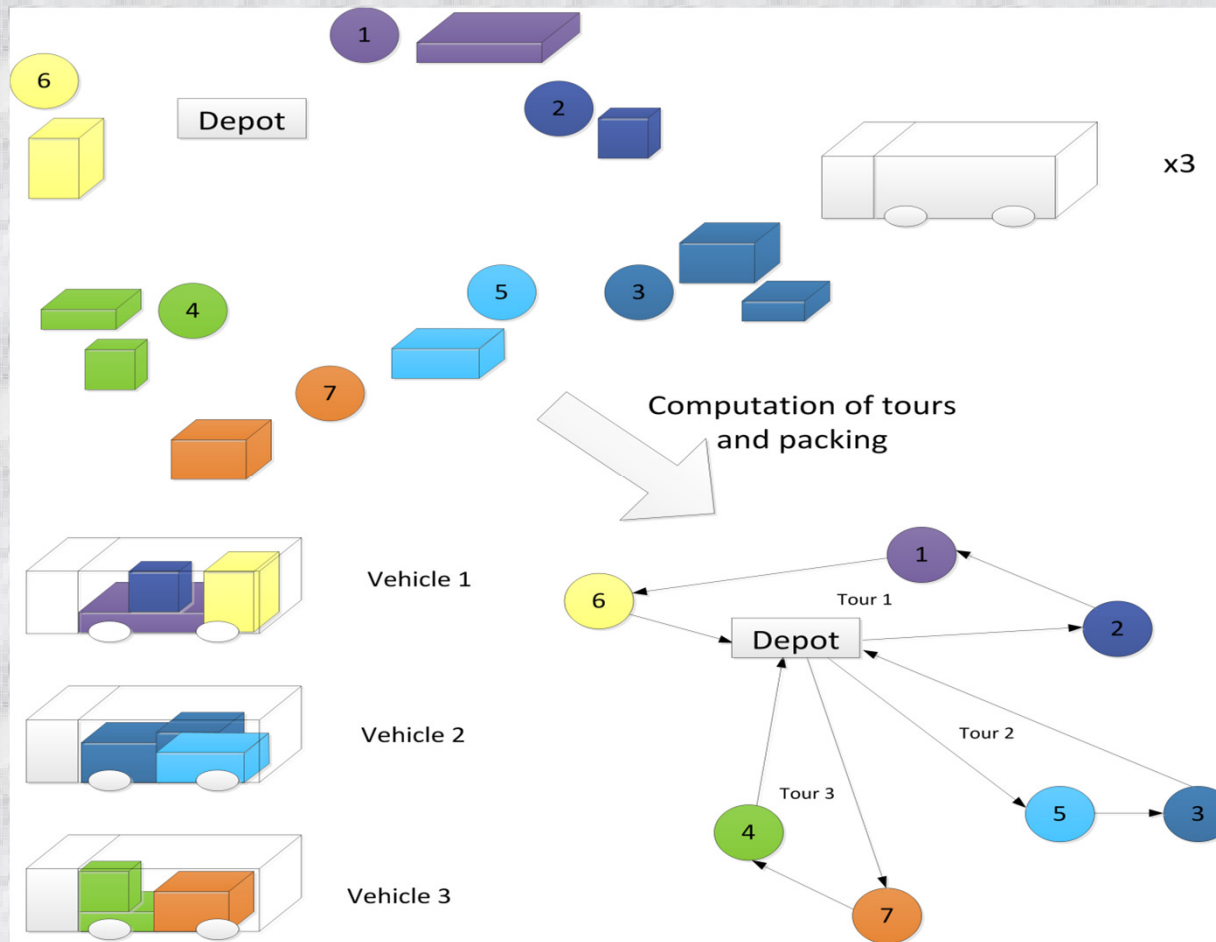 1
6
2
Depot
x3
5
3
4
7
Computation of tours
and packing
Vehicle 1
1
6
Tour 1
2
Depot
Vehicle 2
Tour 2
Tour 3
5
3
4
Vehicle 3
7